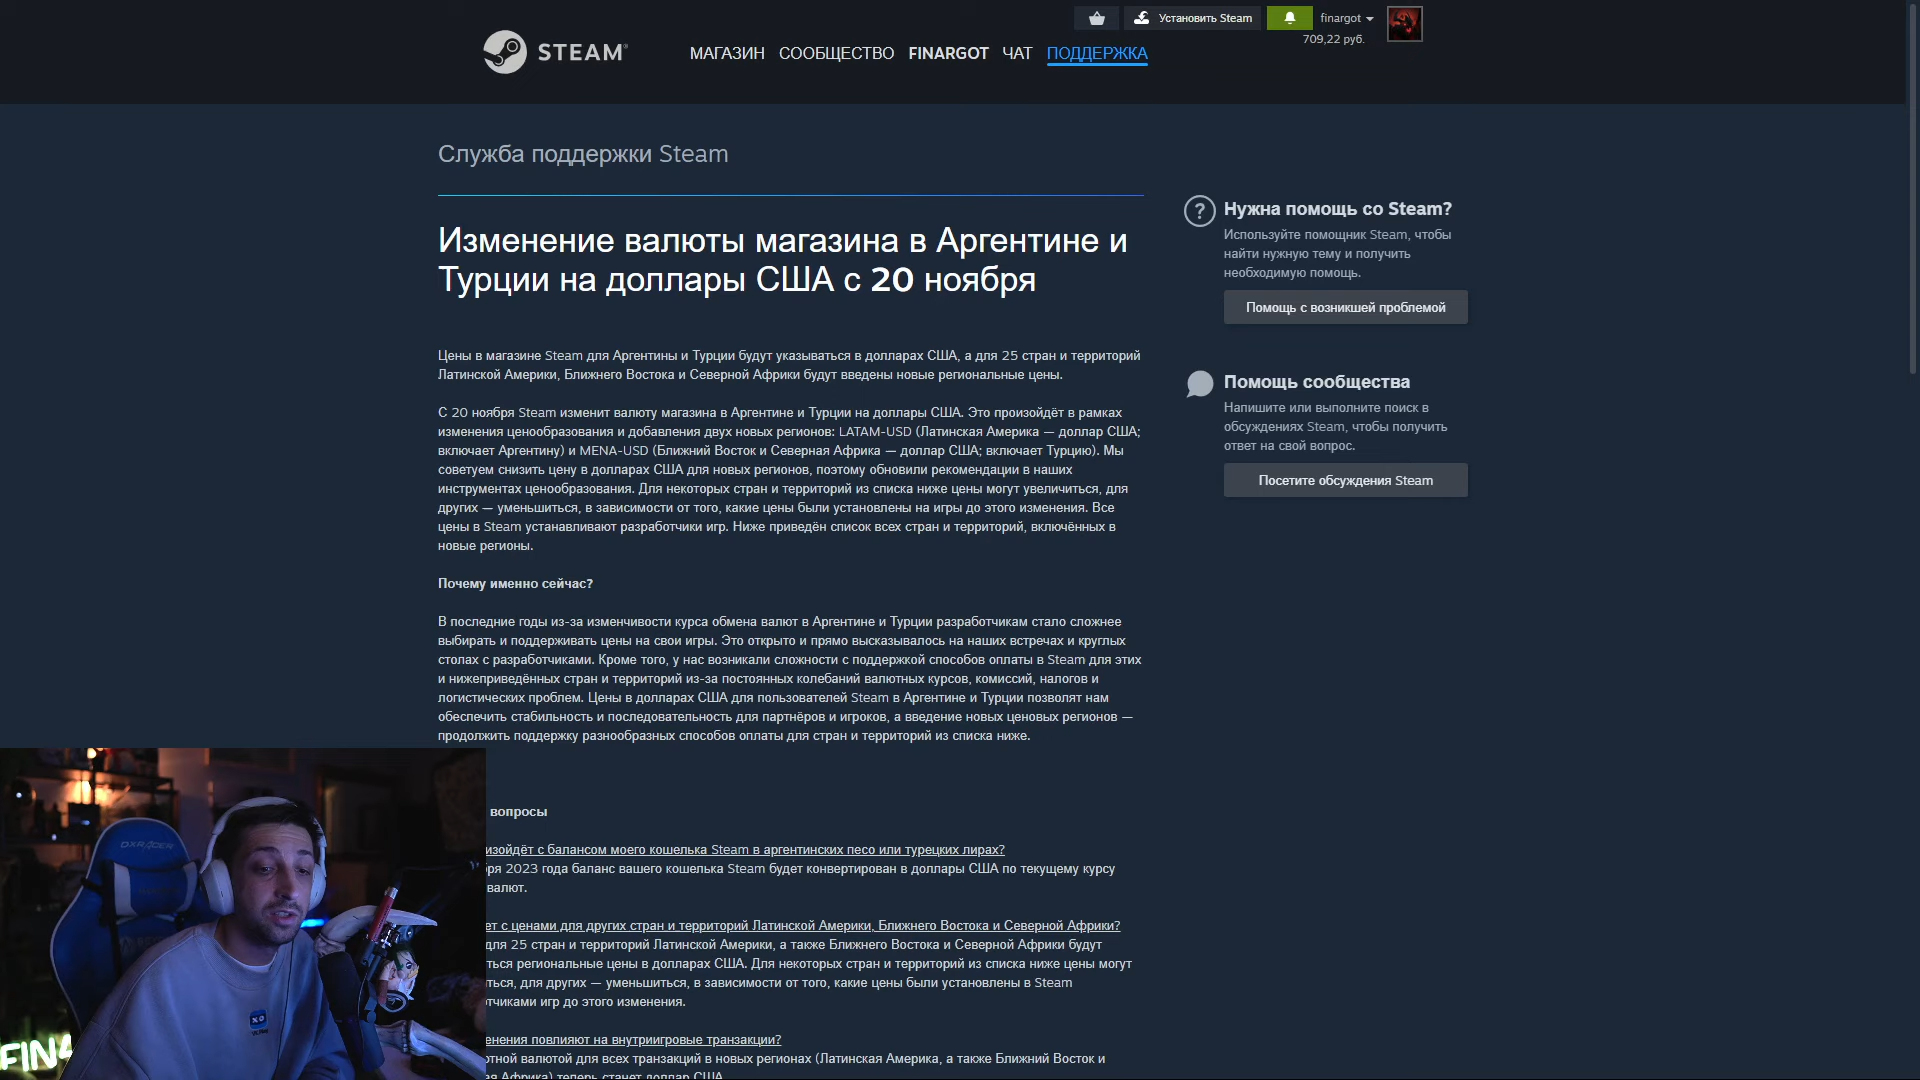 Установить Steam
finargot
709,22 руб.
STEAM
МАГАЗИН СООБЩЕСТВО FINARGOT ЧАТ ПОДДЕРЖКА
Служба поддержки Steam
Изменение валюты магазина в Аргентине и
Турции на доллары США с 20 ноября
Цены в магазине Steam для Аргентины и Турции будут указываться в долларах США, а для 25 стран и территорий
Латинской Америки, Ближнего Востока и Северной Африки будут введены новые региональные цены.
С 20 ноября Steam изменит валюту магазина в Аргентине и Турции на доллары США. Это произойдёт в рамках
изменения ценообразования и добавления двух новых регионов: LATAM-USD (Латинская Америка — доллар США;
включает Аргентину) и MENA-USD (Ближний Восток и Северная Африка — доллар США; включает Турцию). Мы
советуем снизить цену в долларах США для новых регионов, поэтому обновили рекомендации в наших
инструментах ценообразования. Для некоторых стран и территорий из списка ниже цены могут увеличиться, для
других — уменьшиться, в зависимости от того, какие цены были установлены на игры до этого изменения. Все
цены в Steam устанавливают разработчики игр. Ниже приведён список всех стран и территорий, включённых в
новые регионы.
Почему именно сейчас?
В последние годы из-за изменчивости курса обмена валют в Аргентине и Турции разработчикам стало сложнее
выбирать и поддерживать цены на свои игры. Это открыто и прямо высказывалось на наших встречах и круглых
столах с разработчиками. Кроме того, у нас возникали сложности с поддержкой способов оплаты в Steam для этих
и нижеприведённых стран и территорий из-за постоянных колебаний валютных курсов, комиссий, налогов и
логистических проблем. Цены в долларах США для пользователей Steam в Аргентине и Турции позволят нам
обеспечить стабильность и последовательность для партнёров и игроков, а введение новых ценовых регионов —
продолжить поддержку разнообразных способов оплаты для стран и территорий из списка ниже.
вопросы
изойдёт с балансом моего кошелька Steam в аргентинских песо или турецких лирах?
ря 2023 года баланс вашего кошелька Steam будет конвертирован в доллары США по текущему курсу
валют.
ет с ценами для других стран и территорий Латинской Америки, Ближнего Востока и Северной Африки?
для 25 стран и территорий Латинской Америки, а также Ближнего Востока и Северной Африки будут
ться региональные цены в долларах США. Для некоторых стран и территорий из списка ниже цены могут
ться, для других — уменьшиться, в зависимости от того, какие цены были установлены в Steam
тчиками игр до этого изменения.
енения повлияют на внутриигровые транзакции?
тной валютой для всех транзакций в новых регионах (Латинская Америка, а также Ближний Восток и
ая Африка) теперь станет доллар США.
Нужна помощь со Steam?
Используйте помощник Steam, чтобы
найти нужную тему и получить
необходимую помощь.
Помощь с возникшей проблемой
Помощь сообщества
Напишите или выполните поиск в
обсуждениях Steam, чтобы получить
ответ на свой вопрос.
Посетите обсуждения Steam
DXRACER
FIN